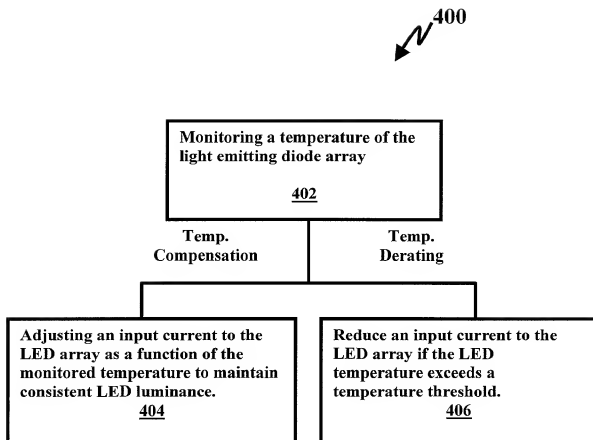 400
Monitoring a temperature of the
light emitting diode array
402
Temp.
Compensation
Temp.
Derating
Adjusting an input current to the
LED array as a function of the
monitored temperature to maintain
consistent LED luminance.
404
Reduce an input current to the
LED array if the LED
temperature exceeds a
temperature threshold.
406